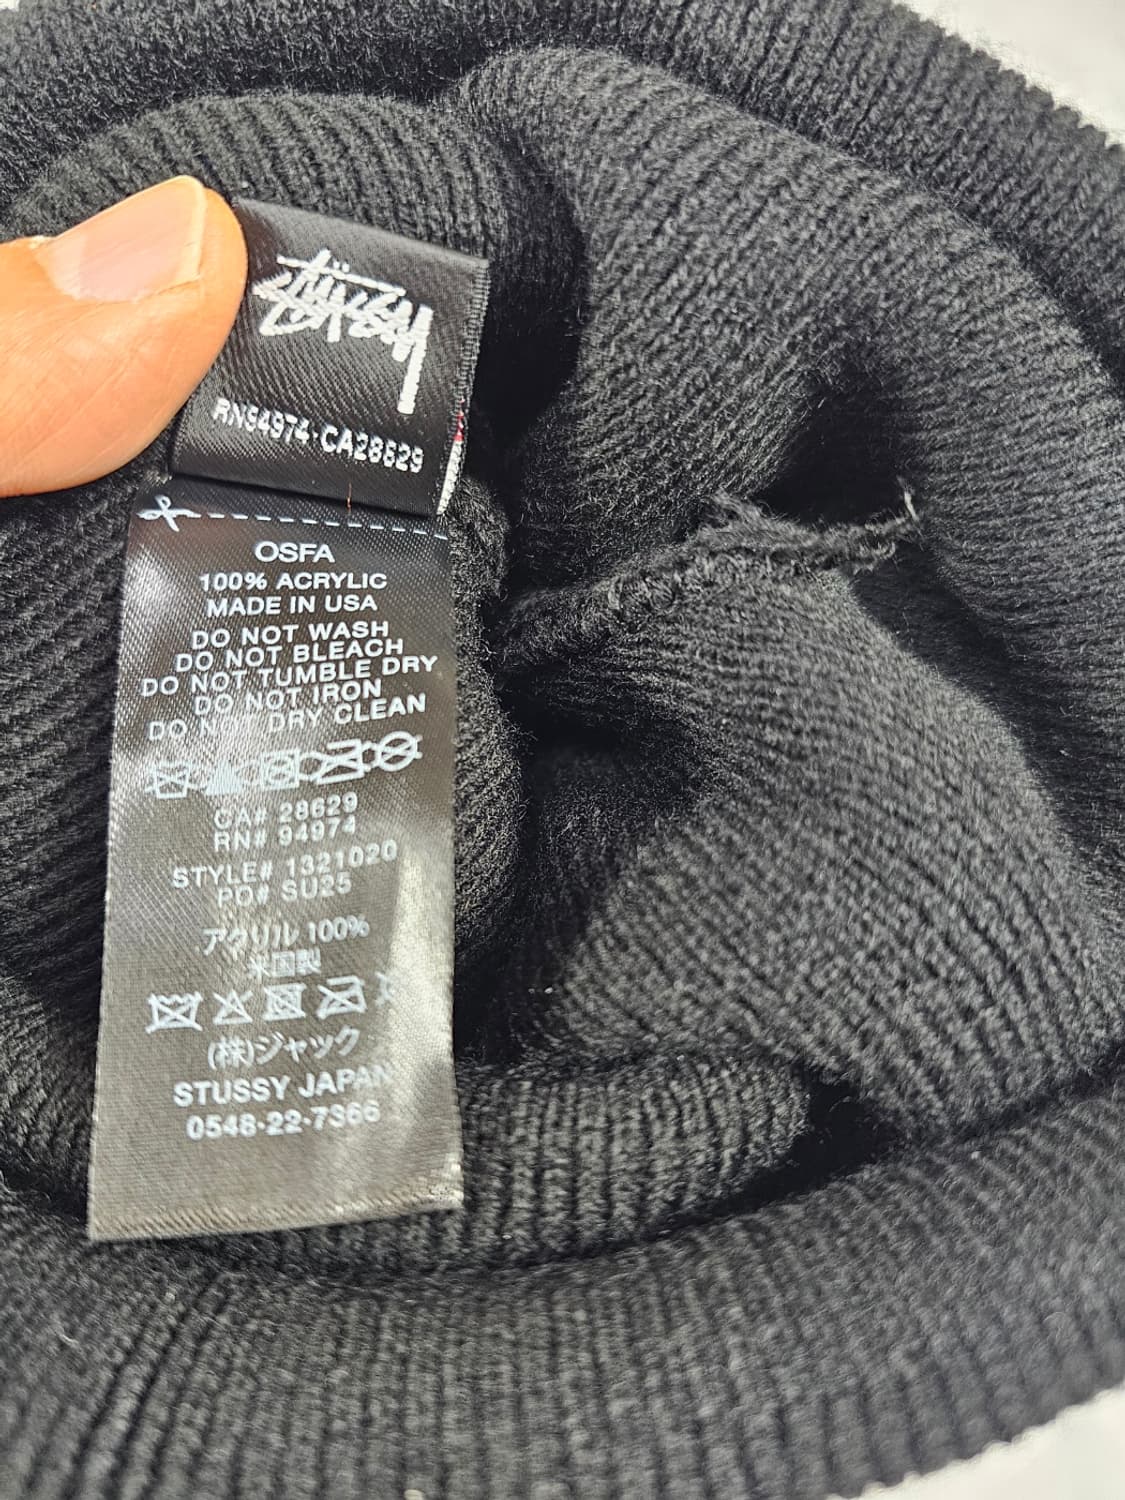 Stüssy
RN94974·CA28629
OSFA
100% ACRYLIC
MADE IN USA
DO NOT WASH
DO NOT BLEACH
DO NOT TUMBLE DRY
DO NOT IRON
DO NOT DRY CLEAN
CA# 28629
RN# 94974
STYLE# 1321020
PO# SU25
アクリル 100%
米国製
(株)ジャック
STUSSY JAPAN
0548-22-7366